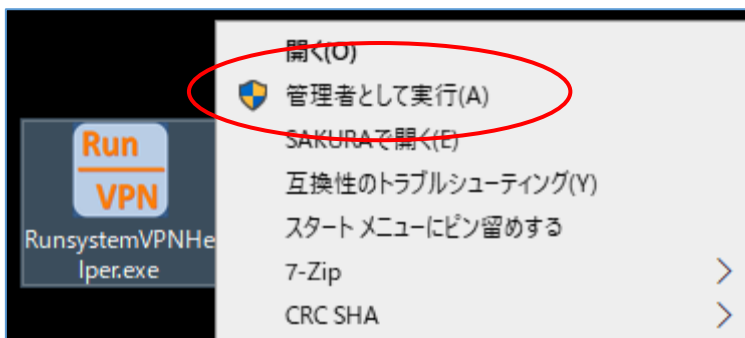 Run
VPN
RunsystemVPNHe
lper.exe
開く(O)
管理者として実行(A)
SAKURAで開く(E)
互換性のトラブルシューティング(Y)
スタート メニューにピン留めする
7-Zip
CRC SHA